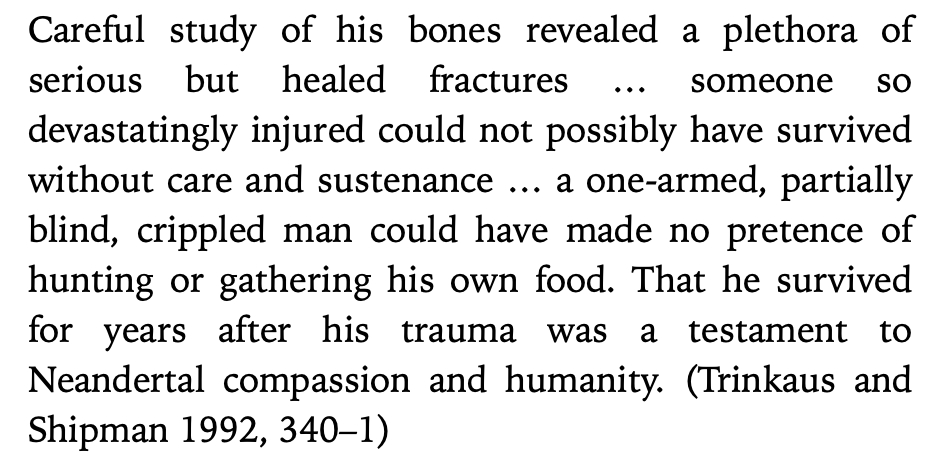 Careful study of his bones revealed a plethora of
serious but healed fractures … someone so
devastatingly injured could not possibly have survived
without care and sustenance … a one-armed, partially
blind, crippled man could have made no pretence of
hunting or gathering his own food. That he survived
for years after his trauma was a testament to
Neandertal compassion and humanity. (Trinkaus and
Shipman 1992, 340–1)